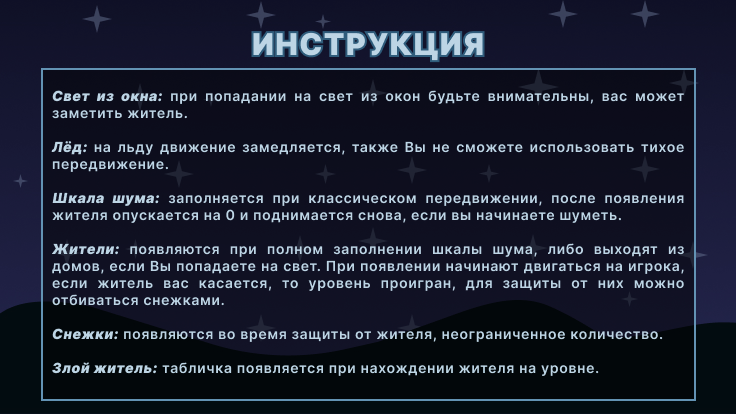 ИНСТРУКЦИЯ
Свет из окна: при попадании на свет из окон будьте внимательны, вас может
заметить житель.
Лёд: на льду движение замедляется, также Вы не сможете использовать тихое
передвижение.
Шкала шума: заполняется при классическом передвижении, после появления
жителя опускается на 0 и поднимается снова, если вы начинаете шуметь.
Жители: появляются при полном заполнении шкалы шума, либо выходят из
домов, если Вы попадаете на свет. При появлении начинают двигаться на игрока,
если житель вас касается, то уровень проигран, для защиты от них можно
отбиваться снежками.
Снежки: появляются во время защиты от жителя, неограниченное количество.
Злой житель: табличка появляется при нахождении жителя на уровне.